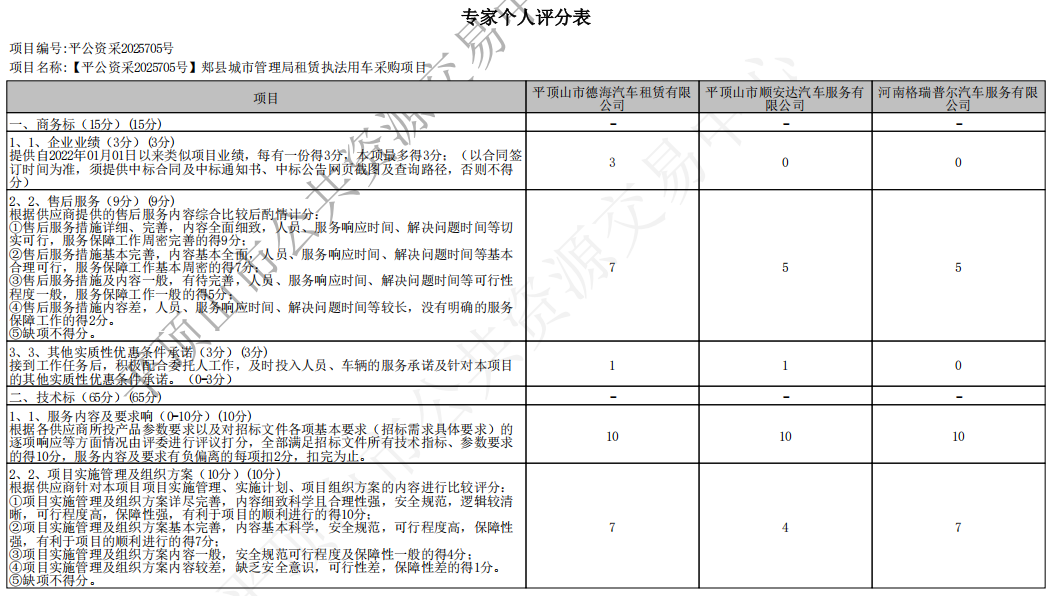 专家个人评分表
项目编号:平公资采2025705号
项目名称:【平公资采2025705号】郏县城市管理局租赁执法用车采购项目
项目 平顶山市德海汽车租赁有限公司 平顶山市顺安达汽车服务有限公司 河南格瑞普尔汽车服务有限公司
一、商务标（15分）(15分) - - -
1、1、企业业绩（3分）(3分)
提供自2022年01月01日以来类似项目业绩，每有一份得3分，本项最多得3分；（以合同签
订时间为准，须提供中标合同及中标通知书、中标公告网页截图及查询路径，否则不得
分）
3 0 0
2、2、售后服务（9分）(9分)
根据供应商提供的售后服务内容综合比较后酌情计分：
①售后服务措施详细、完善，内容全面细致，人员、服务响应时间、解决问题时间等切
实可行，服务保障工作周密完善的得9分；
②售后服务措施基本完善，内容基本全面，人员、服务响应时间、解决问题时间等基本
合理可行，服务保障工作基本周密的得7分；
③售后服务措施及内容一般，有待完善，人员、服务响应时间、解决问题时间等可行性
程度一般，服务保障工作一般的得5分；
④售后服务措施内容差，人员、服务响应时间、解决问题时间等较长，没有明确的服务
保障工作的得2分。
⑤缺项不得分。
7 5 5
3、3、其他实质性优惠条件承诺（3分）(3分)
接到工作任务后，积极配合委托人工作，及时投入人员、车辆的服务承诺及针对本项目
的其他实质性优惠条件承诺。（0-3分）
1 1 0
二、技术标（65分）(65分) - - -
1、1、服务内容及要求响（0-10分）(10分)
根据各供应商所投产品参数要求以及对招标文件各项基本要求（招标需求具体要求）的
逐项响应等方面情况由评委进行评议打分，全部满足招标文件所有技术指标、参数要求
的得10分，服务内容及要求有负偏离的每项扣2分，扣完为止。
10 10 10
2、2、项目实施管理及组织方案（10分）(10分)
根据供应商针对本项目项目实施管理、实施计划、项目组织方案的内容进行比较评分：
①项目实施管理及组织方案详尽完善，内容细致科学且合理性强，安全规范，逻辑较清
晰，可行程度高，保障性强，有利于项目的顺利进行的得10分；
②项目实施管理及组织方案基本完善，内容基本科学，安全规范，可行程度高，保障性
强，有利于项目的顺利进行的得7分；
③项目实施管理及组织方案内容一般，安全规范可行程度及保障性一般的得4分；
④项目实施管理及组织方案内容较差，缺乏安全意识，可行性差，保障性差的得1分。
⑤缺项不得分。
7 4 7
平顶山市公共资源交易中心
平顶山市公共资源交易中心